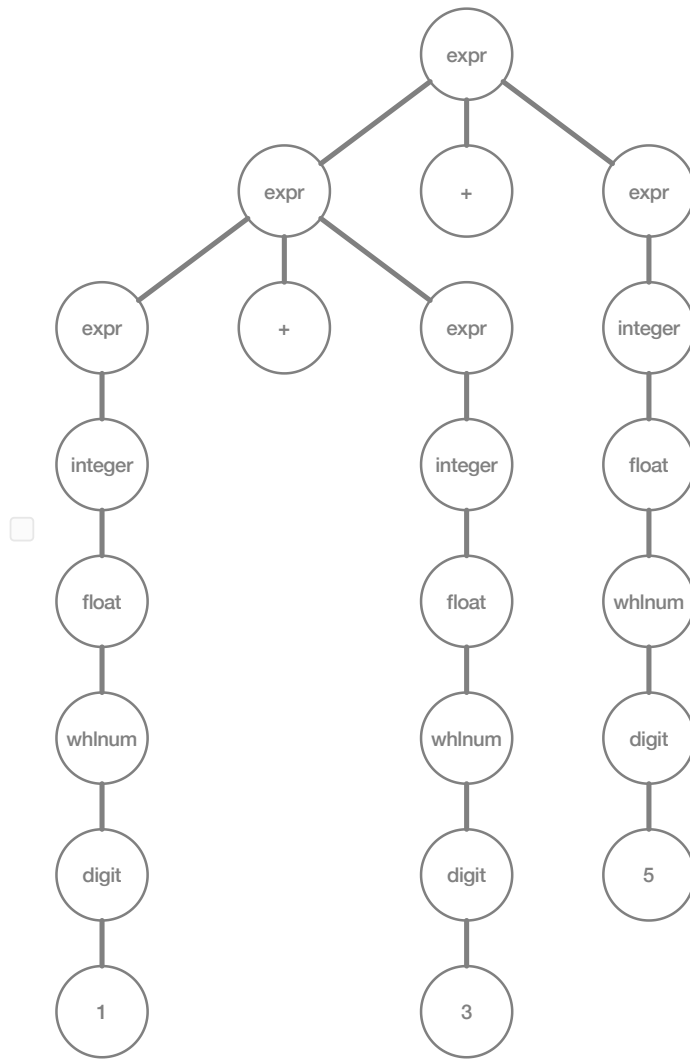 expr
expr + expr
expr + expr integer
integer integer float
float float whlnum
whlnum whlnum digit
digit digit 5
1 3